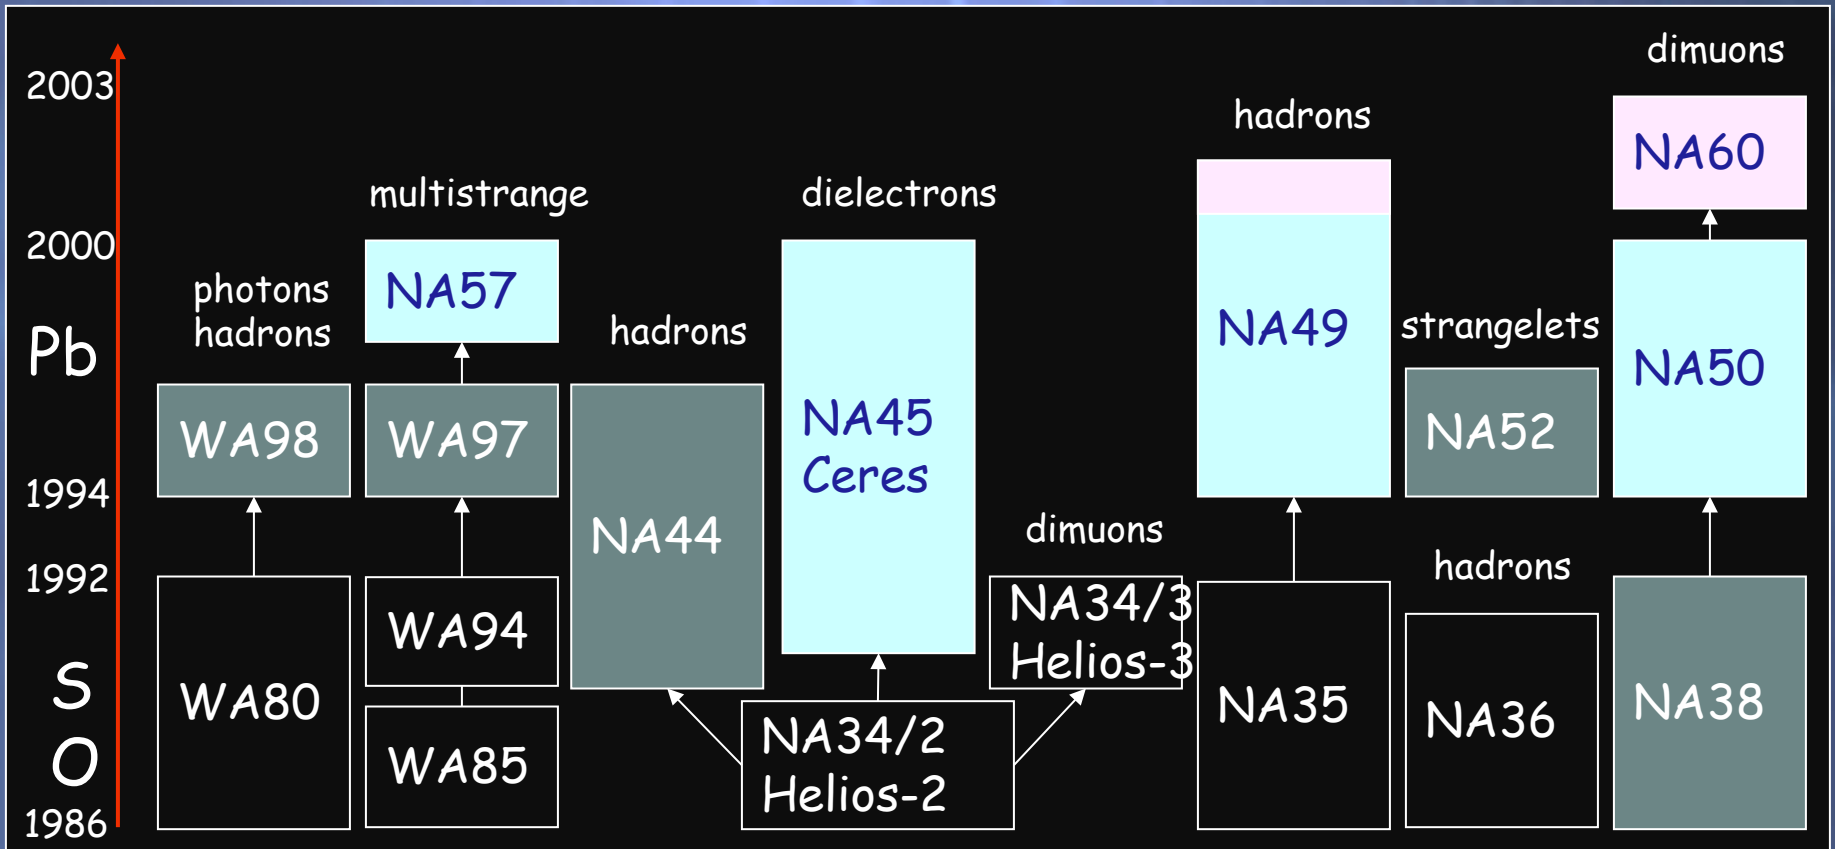 dimuons
2003
hadrons
NA60
multistrange
dielectrons
2000
photons
hadrons
NA57
hadrons
NA49
strangelets
Pb
NA50
WA98
WA97
NA45
Ceres
NA52
1994
NA44
dimuons
1992
hadrons
NA34/3
Helios-3
WA94
S
WA80
NA35
NA36
NA38
O
WA85
NA34/2
Helios-2
1986